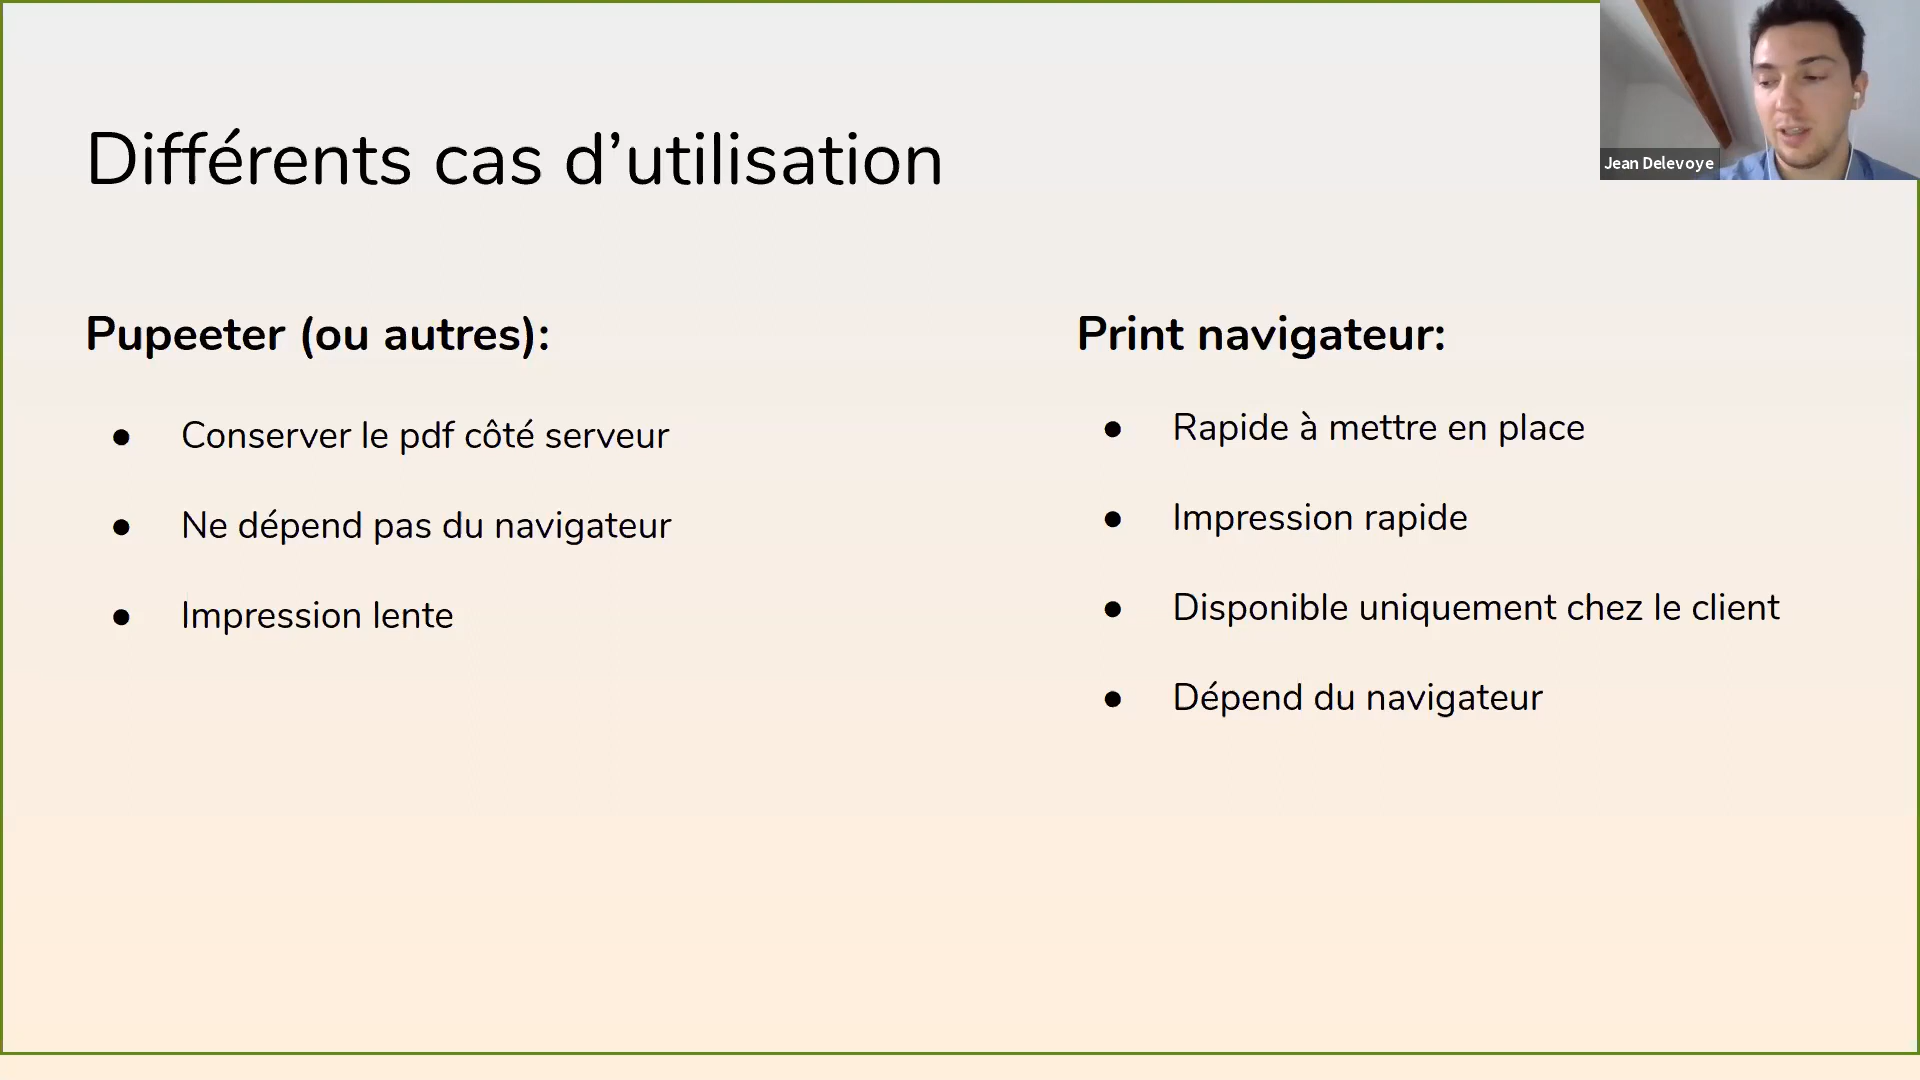 Différents cas d’utilisation
Jean Delevoye
Pupeeter (ou autres):
● Conserver le pdf côté serveur
● Ne dépend pas du navigateur
● Impression lente
Print navigateur:
● Rapide à mettre en place
● Impression rapide
● Disponible uniquement chez le client
● Dépend du navigateur